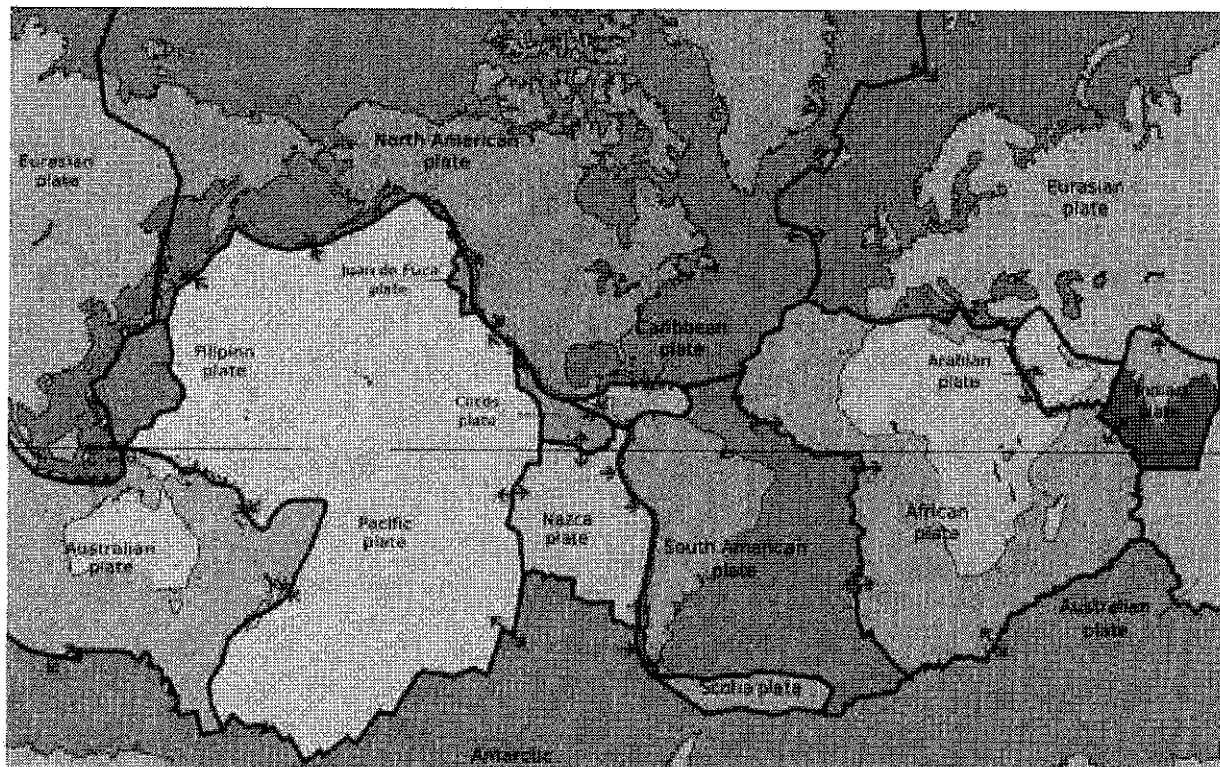 North American
plate
Eurasian
plate
Eurasian
plate
Juan de Fuca
plate
Caribbean
plate
Filipino
plate
Arabian
plate
Cocos
plate
plate
Pacific
plate
Nazca
plate
African
plate
South American
plate
Australian
plate
Australian
plate
Scotia plate
Antarctic